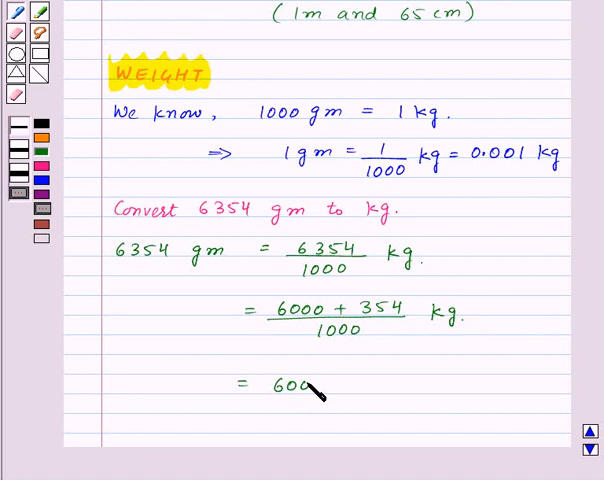 (1m and 65 cm)
WEIGHT
We know, 1000 gm = 1 kg.
⇒ 1 gm = 1/1000 kg = 0.001 kg
Convert 6354 gm to kg.
6354 gm = 6354/1000 kg.
= 6000 + 354/1000 kg.
= 600